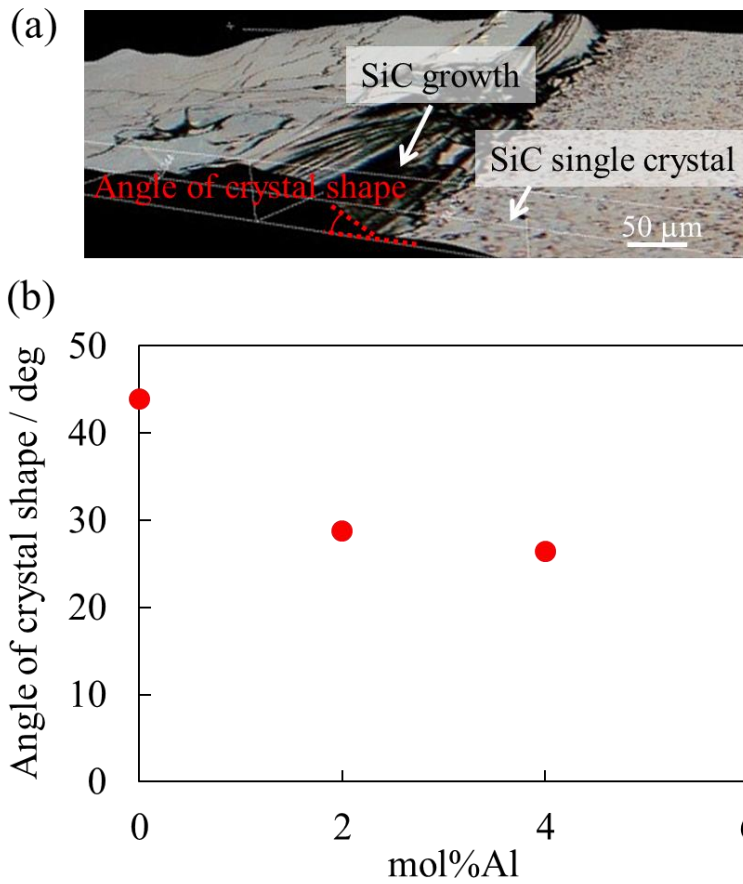 (a)
SiC growth
SiC single crystal
Angle of crystal shape
50 µm
(b)
Angle of crystal shape / deg
50
40
30
20
10
0
0 2 4
mol%Al